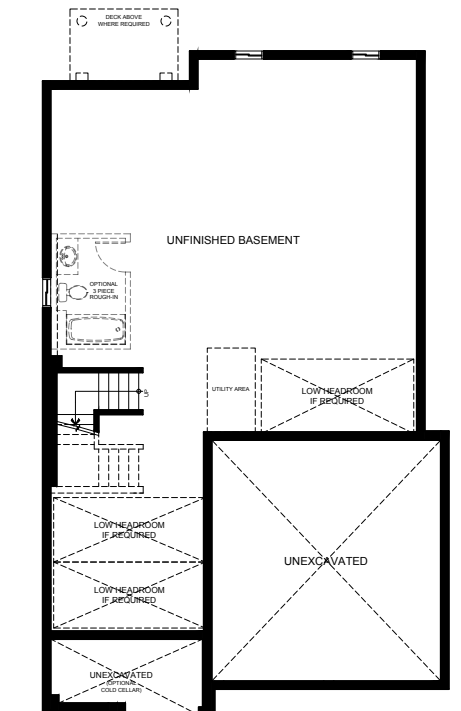 DECK ABOVE
WHERE REQUIRED
UNFINISHED BASEMENT
OPTIONAL
3 PIECE
ROUGH-IN
UTILITY AREA
LOW HEADROOM
IF REQUIRED
UP
LOW HEADROOM
IF REQUIRED
UNEXCAVATED
LOW HEADROOM
IF REQUIRED
UNEXCAVATED
(OPTIONAL
COLD CELLAR)